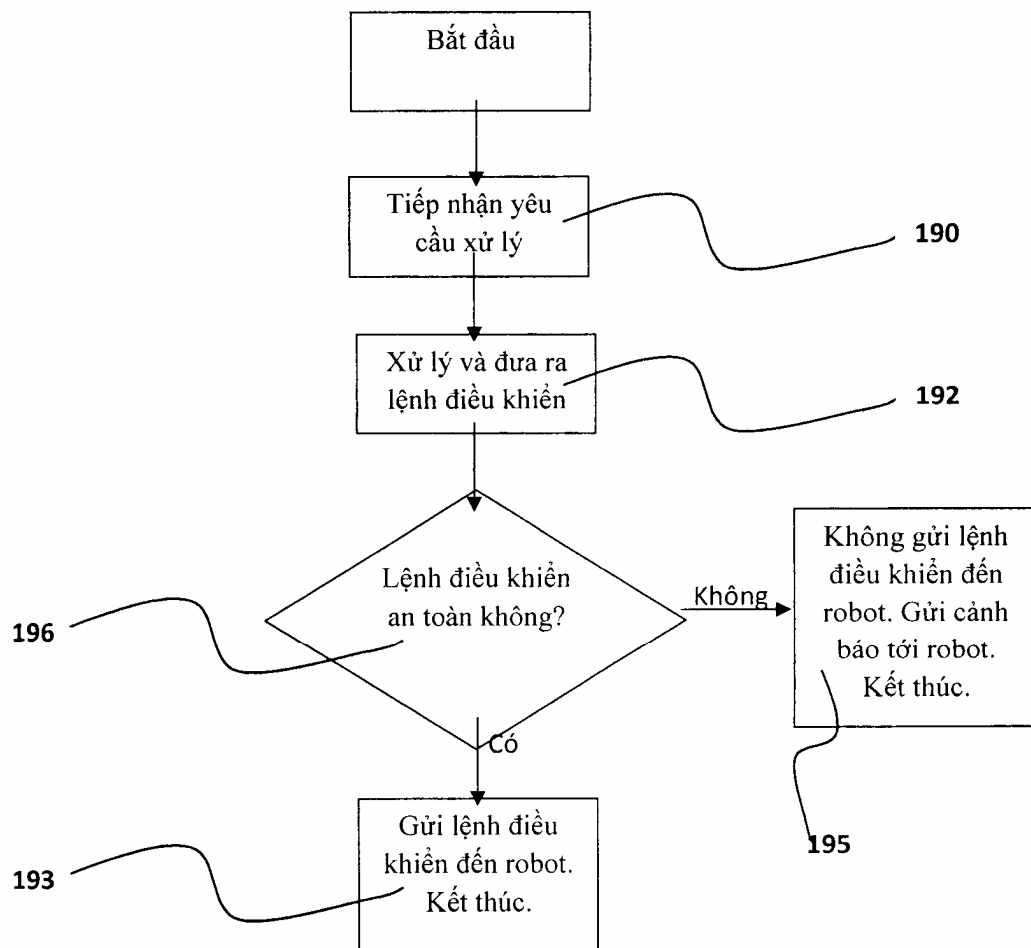 Bắt đầu
Tiếp nhận yêu
cầu xử lý
190
Xử lý và đưa ra
lệnh điều khiển
192
Lệnh điều khiển
an toàn không?
196
Không
Không gửi lệnh
điều khiển đến
robot. Gửi cảnh
báo tới robot.
Kết thúc.
195
Có
Gửi lệnh điều
khiển đến robot.
Kết thúc.
193